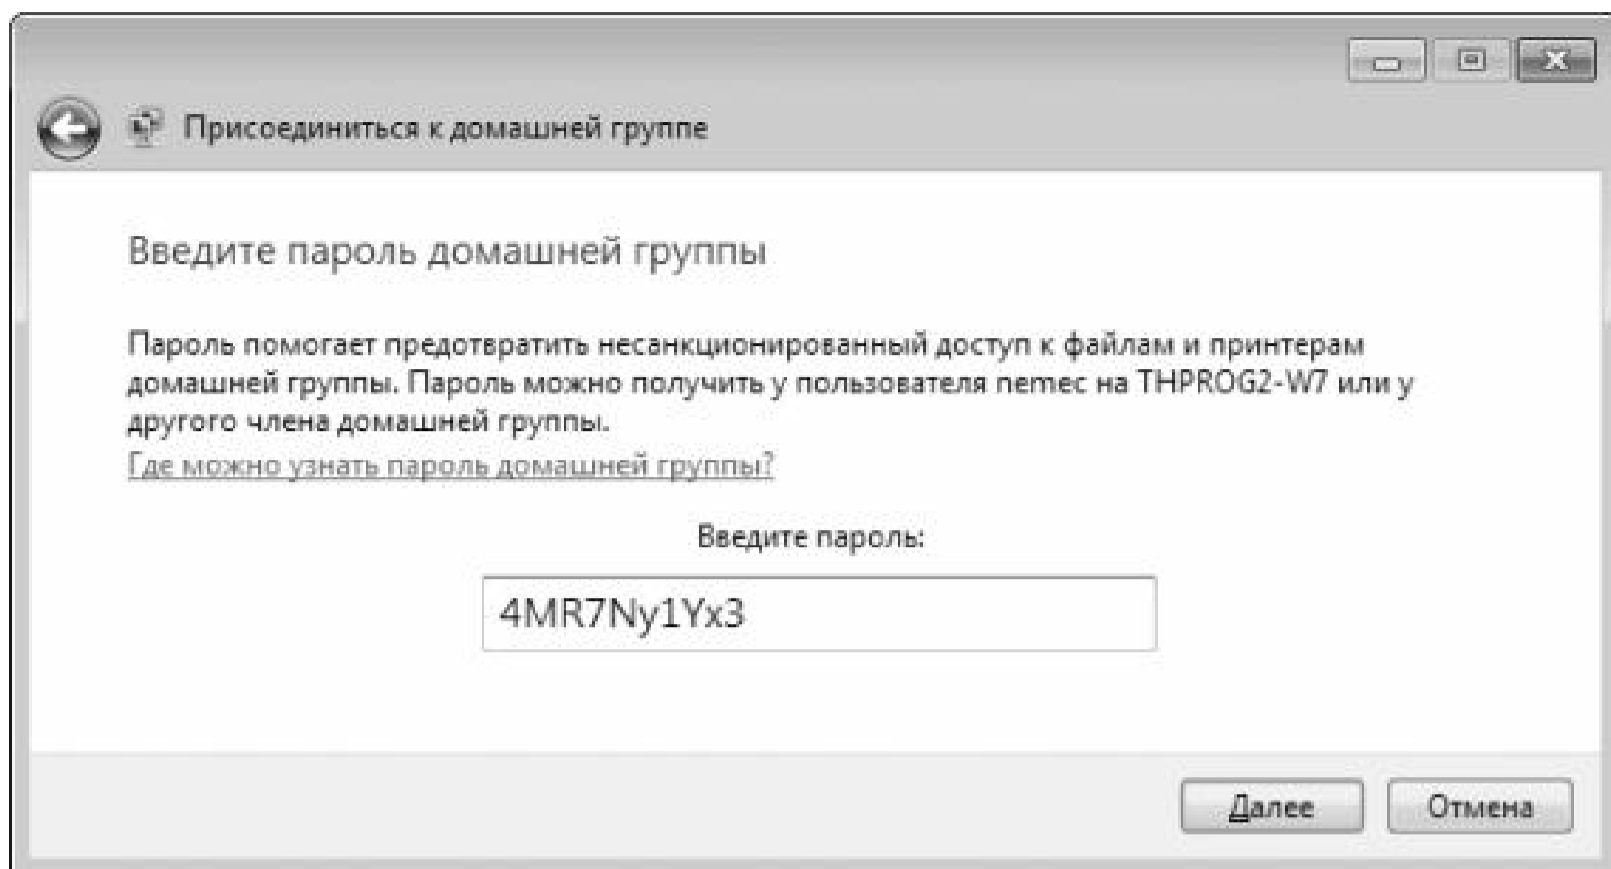 Присоединиться к домашней группе
Введите пароль домашней группы
Пароль помогает предотвратить несанкционированный доступ к файлам и принтерам
домашней группы. Пароль можно получить у пользователя nemec на THPROG2-W7 или у
другого члена домашней группы.
Где можно узнать пароль домашней группы?
Введите пароль:
4MR7Ny1Yx3
Далее Отмена